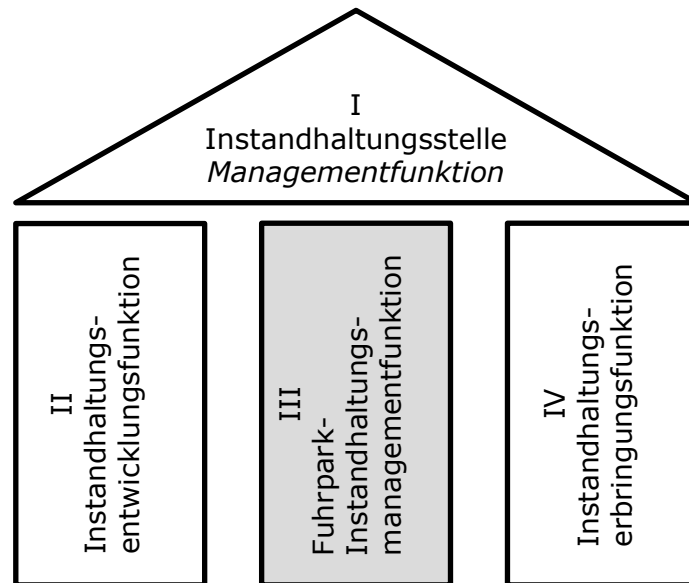 I
Instandhaltungsstelle
Managementfunktion
II
Instandhaltungs-
entwicklungsfunktion
III
Fuhrpark-
Instandhaltungs-
managementfunktion
IV
Instandhaltungs-
erbringungsfunktion